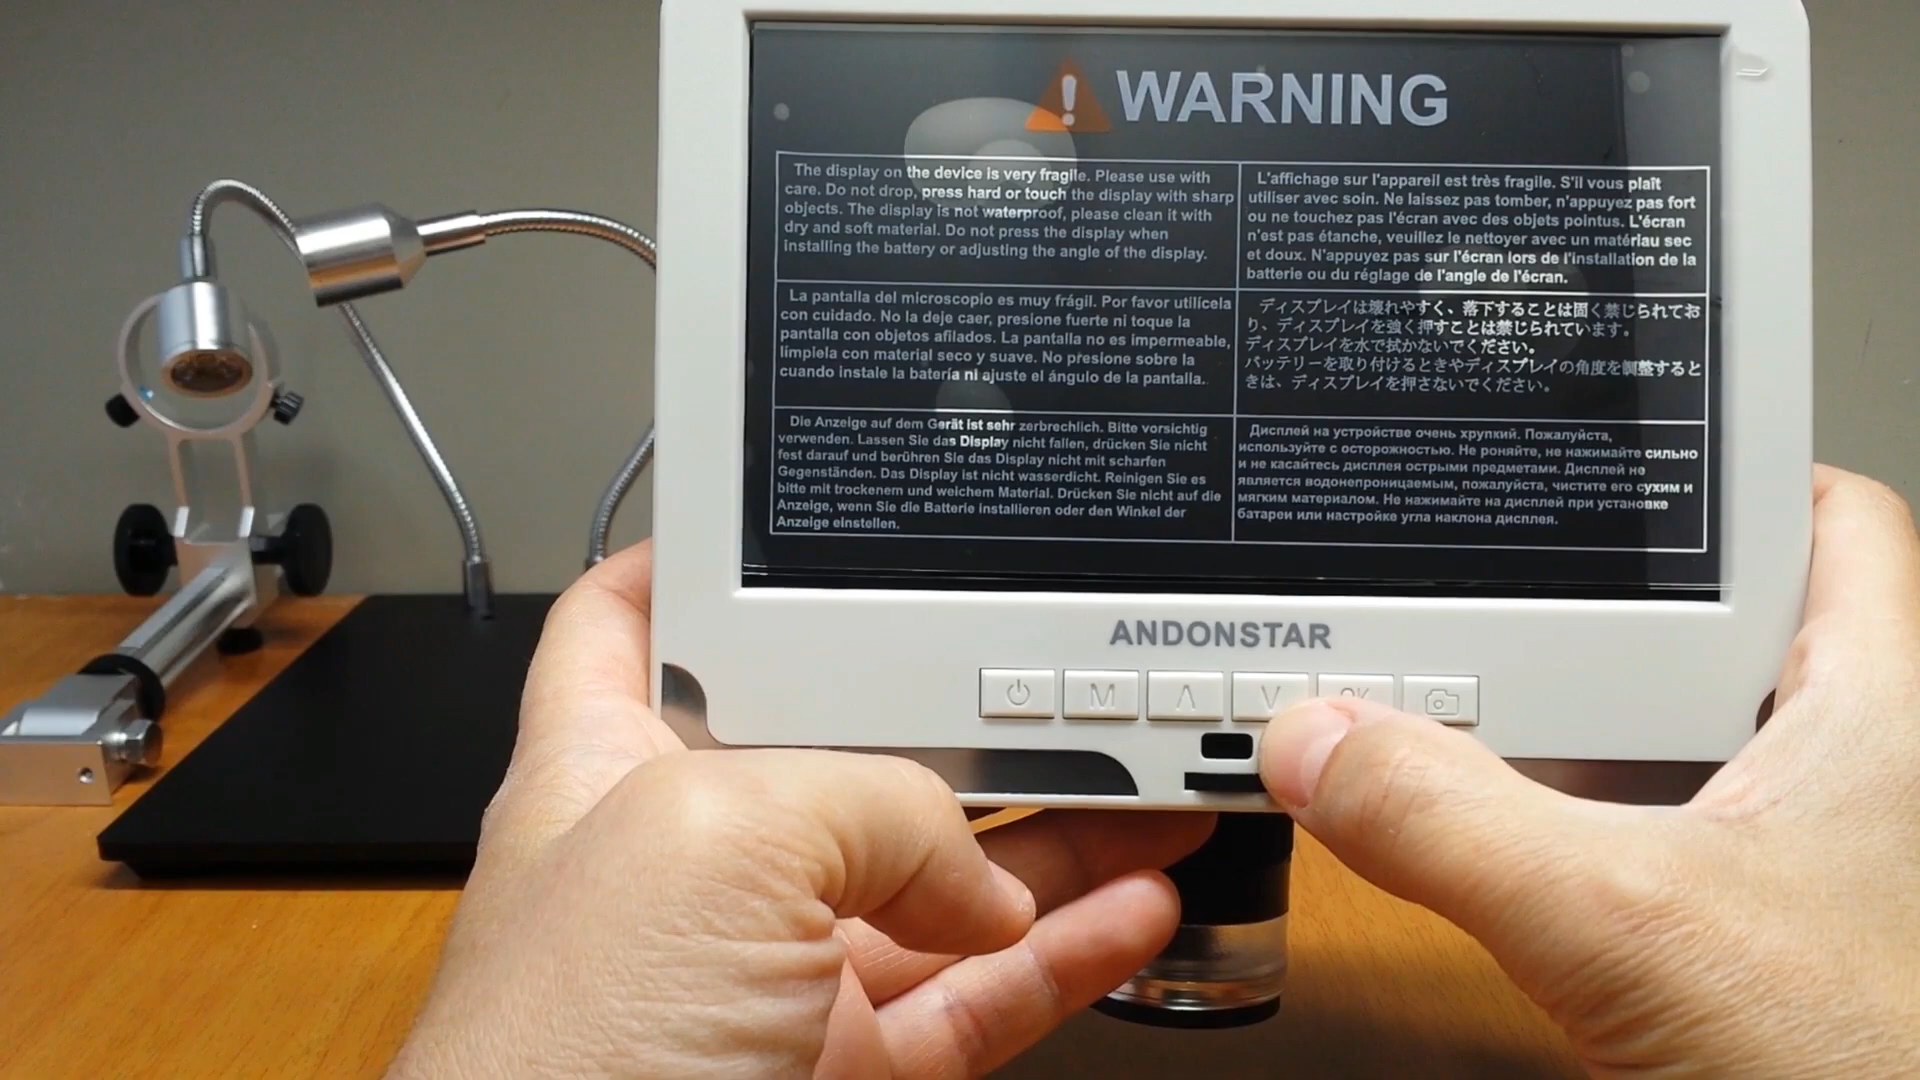 WARNING
The display on the device is very fragile. Please use with
care. Do not drop, press hard or touch the display with sharp
objects. The display is not waterproof, please clean it with
dry and soft material. Do not press the display when
installing the battery or adjusting the angle of the display.
L'affichage sur l'appareil est très fragile. S'il vous plaît
utiliser avec soin. Ne laissez pas tomber, n'appuyez pas fort
ou ne touchez pas l'écran avec des objets pointus. L'écran
n'est pas étanche, veuillez le nettoyer avec un matériau sec
et doux. N'appuyez pas sur l'écran lors de l'installation de la
batterie ou du réglage de l'angle de l'écran.
La pantalla del microscopio es muy frágil. Por favor utilícela
con cuidado. No la deje caer, presione fuerte ni toque la
pantalla con objetos afilados. La pantalla no es impermeable,
límpiela con material seco y suave. No presione sobre la
cuando instale la batería ni ajuste el ángulo de la pantalla.
ディスプレイは壊れやすく、落下することは固く禁じられてお
り、ディスプレイを強く押すことは禁じられています。
ディスプレイを水で拭かないでください。
バッテリーを取り付けるときやディスプレイの角度を調整すると
きは、ディスプレイを押さないでください。
Die Anzeige auf dem Gerät ist sehr zerbrechlich. Bitte vorsichtig
verwenden. Lassen Sie das Display nicht fallen, drücken Sie nicht
fest darauf und berühren Sie das Display nicht mit scharfen
Gegenständen. Das Display ist nicht wasserdicht. Reinigen Sie es
bitte mit trockenem und weichem Material. Drücken Sie nicht auf die
Anzeige, wenn Sie die Batterie installieren oder den Winkel der
Anzeige einstellen.
Дисплей на устройстве очень хрупкий. Пожалуйста,
используйте с осторожностью. Не роняйте, не нажимайте сильно
и не касайтесь дисплея острыми предметами. Дисплей не
является водонепроницаемым, пожалуйста, чистите его сухим и
мягким материалом. Не нажимайте на дисплей при установке
батареи или настройке угла наклона дисплея.
ANDONSTAR
M
OK